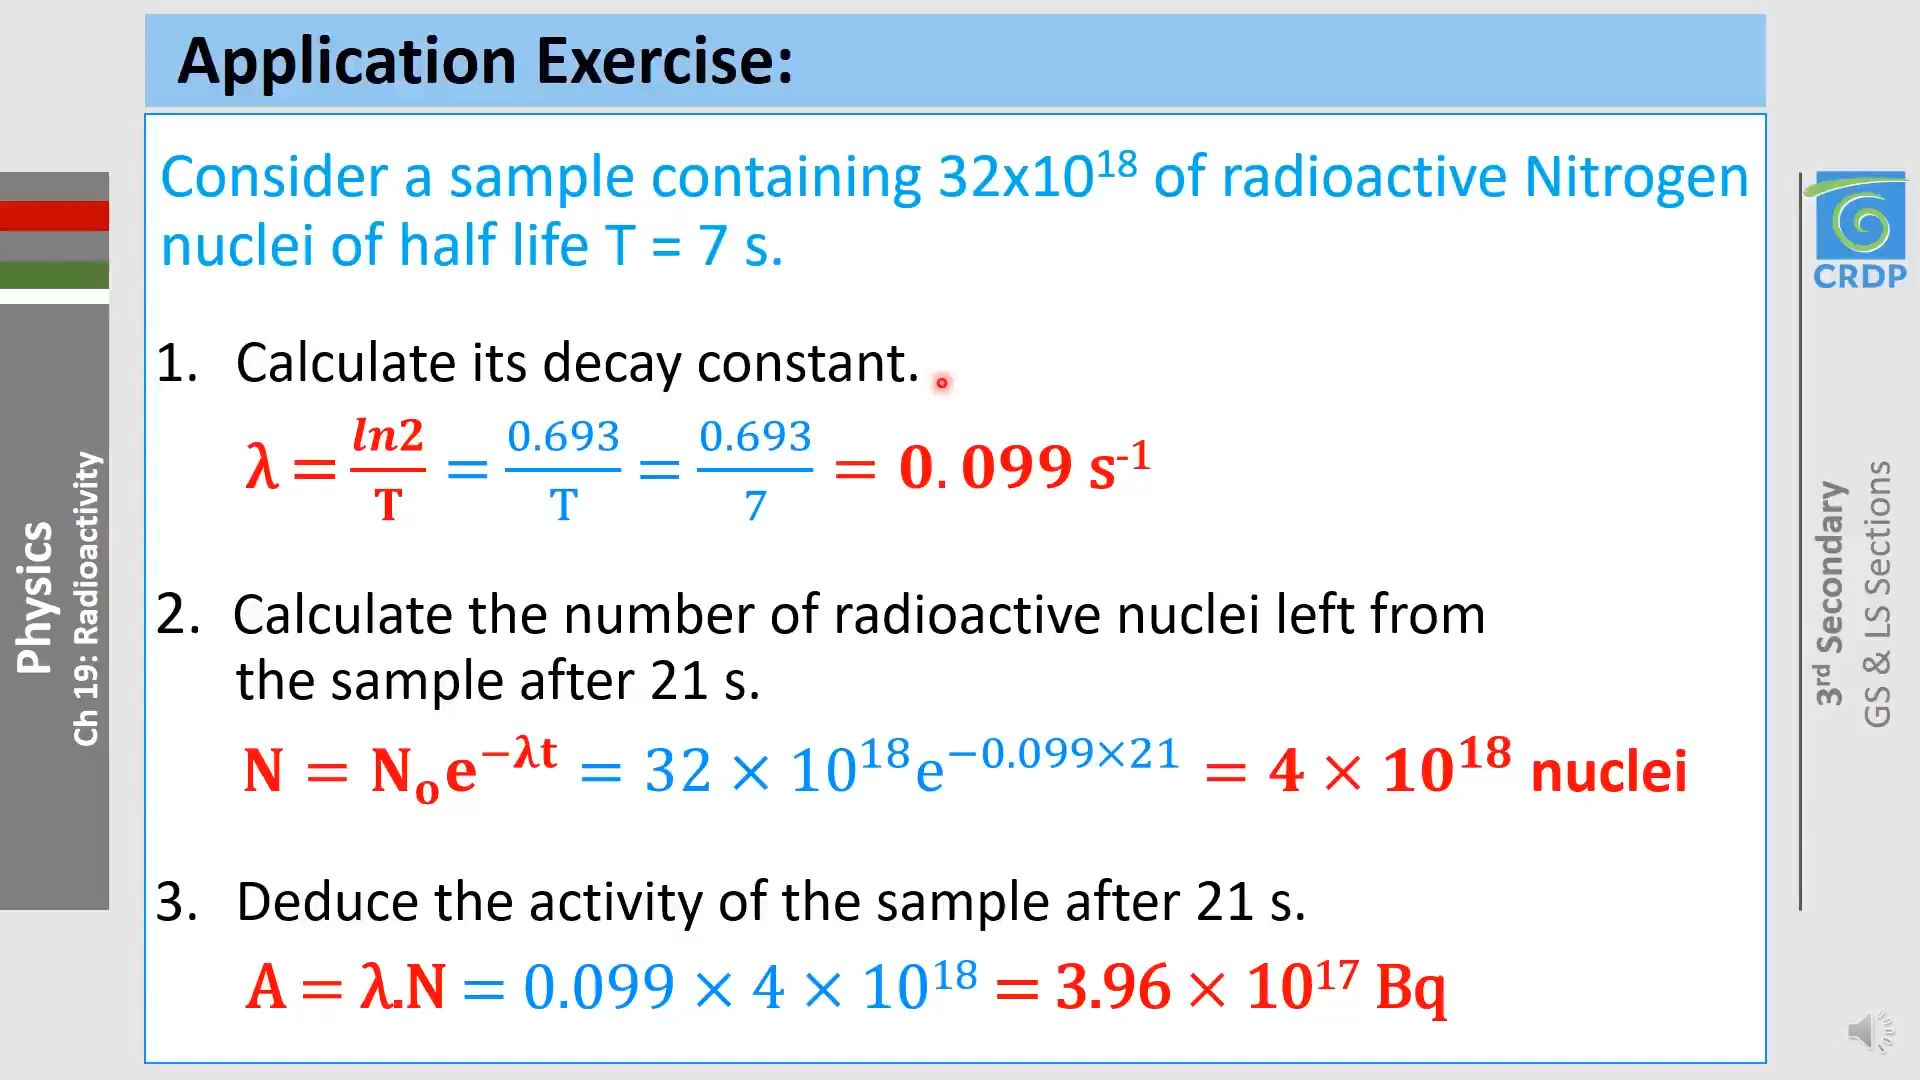 Application Exercise:
Consider a sample containing 32x10¹⁸ of radioactive Nitrogen
nuclei of half life T = 7 s.
1. Calculate its decay constant.
λ = ln2/T = 0.693/T = 0.693/7 = 0.099 s⁻¹
2. Calculate the number of radioactive nuclei left from
the sample after 21 s.
N = Nₒe^(−λt) = 32 × 10¹⁸e^(−0.099×21) = 4 × 10¹⁸ nuclei
3. Deduce the activity of the sample after 21 s.
A = λ.N = 0.099 × 4 × 10¹⁸ = 3.96 × 10¹⁷ Bq
Physics
Ch 19: Radioactivity
CRDP
3rd Secondary
GS & LS Sections